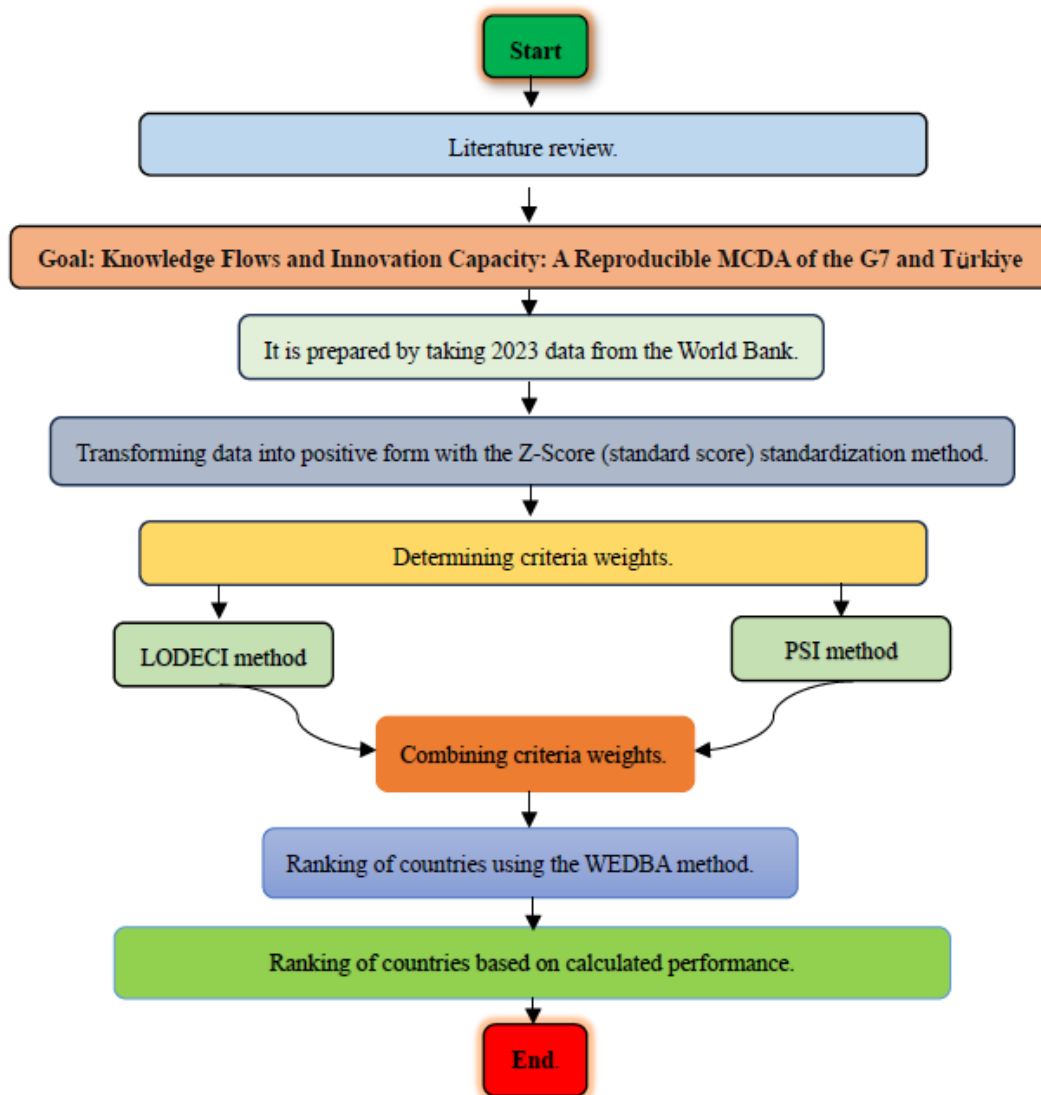 Start
Literature review.
Goal: Knowledge Flows and Innovation Capacity: A Reproducible MCDA of the G7 and Türkiye
It is prepared by taking 2023 data from the World Bank.
Transforming data into positive form with the Z-Score (standard score) standardization method.
Determining criteria weights.
LODECI method
PSI method
Combining criteria weights.
Ranking of countries using the WEDBA method.
Ranking of countries based on calculated performance.
End.